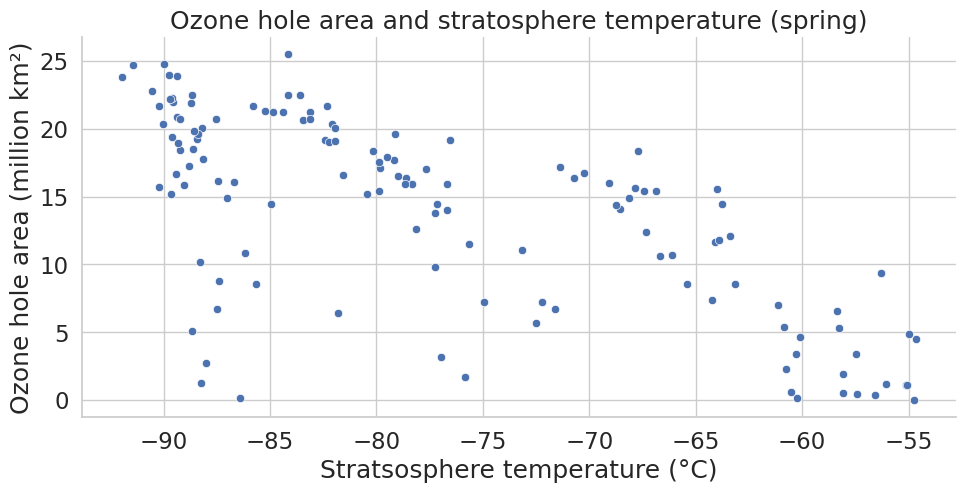 Ozone hole area and stratosphere temperature (spring)
Ozone hole area (million km²)
25
20
15
10
5
0
−90 −85 −80 −75 −70 −65 −60 −55
Stratsosphere temperature (°C)